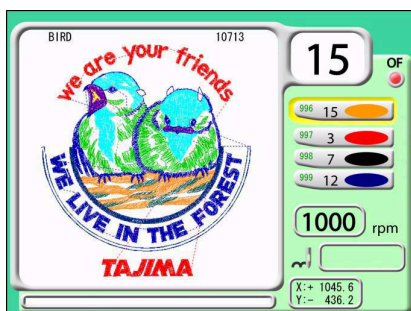 BIRD 10713
we are your friends
WE LIVE IN THE FOREST
TAJIMA
15
OF
996 15
997 3
998 7
999 12
1000 rpm
X:+ 1045.6
Y:- 436.2